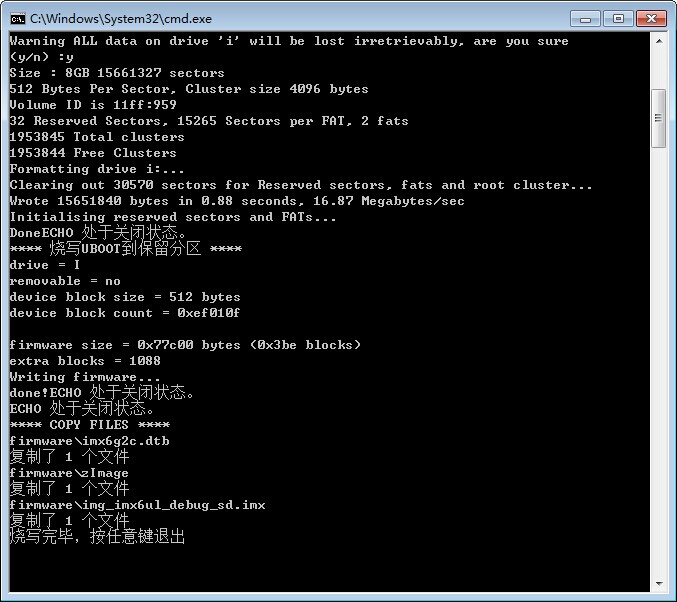 C:\Windows\System32\cmd.exe
Warning ALL data on drive 'i' will be lost irretrievably, are you sure
(y/n) :y
Size : 8GB 15661327 sectors
512 Bytes Per Sector, Cluster size 4096 bytes
Volume ID is 11ff:959
32 Reserved Sectors, 15265 Sectors per FAT, 2 fats
1953845 Total clusters
1953844 Free Clusters
Formatting drive i:...
Clearing out 30570 sectors for Reserved sectors, fats and root cluster...
Wrote 15651840 bytes in 0.88 seconds, 16.87 Megabytes/sec
Initialising reserved sectors and FATs...
DoneECHO 处于关闭状态。
**** 烧写UBOOT到保留分区 ****
drive = I
removable = no
device block size = 512 bytes
device block count = 0xef010f
firmware size = 0x77c00 bytes (0x3be blocks)
extra blocks = 1088
Writing firmware...
done!ECHO 处于关闭状态。
ECHO 处于关闭状态。
**** COPY FILES ****
firmware\imx6g2c.dtb
复制了 1 个文件
firmware\zImage
复制了 1 个文件
firmware\img_imx6ul_debug_sd.imx
复制了 1 个文件
烧写完毕，按任意键退出